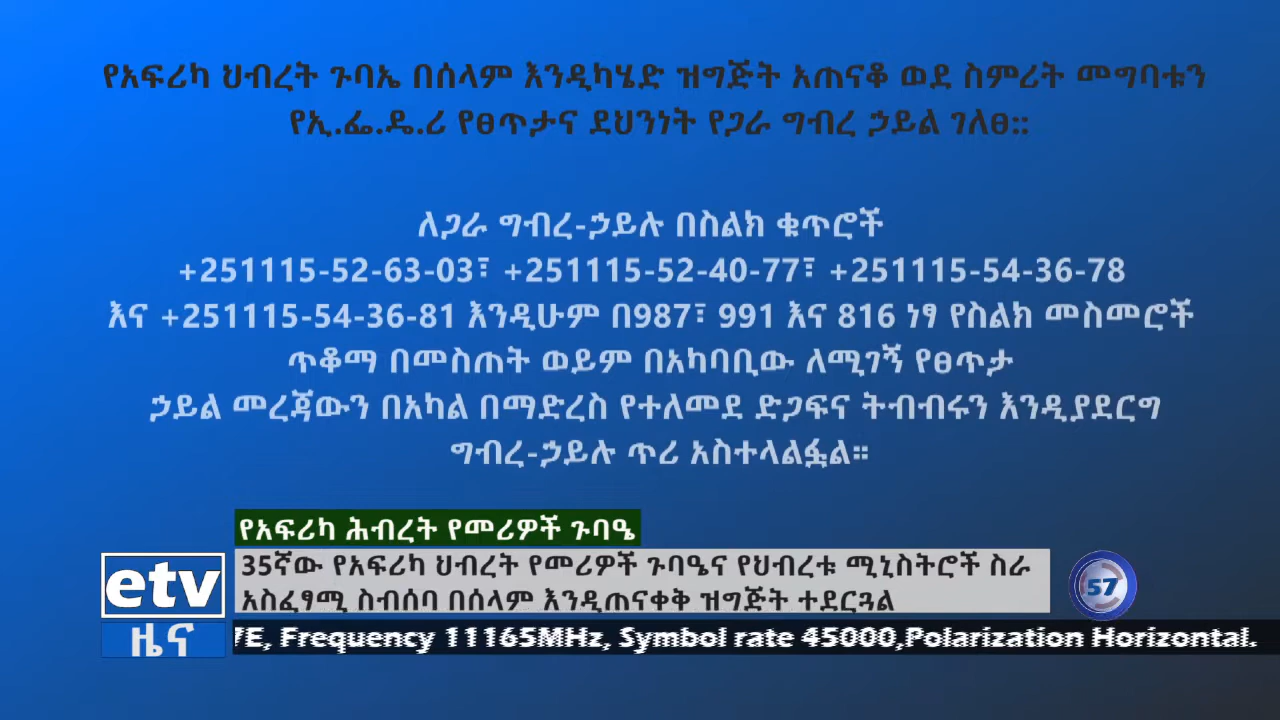 የአፍሪካ ህብረት ጉባኤ በሰላም እንዲካሄድ ዝግጅት አጠናቆ ወደ ስምሪት መግባቱን
የኢ.ፌ.ዴ.ሪ የፀጥታና ደህንነት የጋራ ግብረ ኃይል ገለፀ።
ለጋራ ግብረ-ኃይሉ በስልክ ቁጥሮች
+251115-52-63-03፣ +251115-52-40-77፣ +251115-54-36-78
እና +251115-54-36-81 እንዲሁም በ987፣ 991 እና 816 ነፃ የስልክ መስመሮች
ጥቆማ በመስጠት ወይም በአካባቢው ለሚገኝ የፀጥታ
ኃይል መረጃውን በአካል በማድረስ የተለመደ ድጋፍና ትብብሩን እንዲያደርግ
ግብረ-ኃይሉ ጥሪ አስተላልፏል።
የአፍሪካ ሕብረት የመሪዎች ጉባዔ
35ኛው የአፍሪካ ህብረት የመሪዎች ጉባዔና የህብረቱ ሚኒስትሮች ስራ
አስፈፃሚ ስብሰባ በሰላም እንዲጠናቀቅ ዝግጅት ተደርጓል
etv
57
ዜና
7E, Frequency 11165MHz, Symbol rate 45000,Polarization Horizontal.